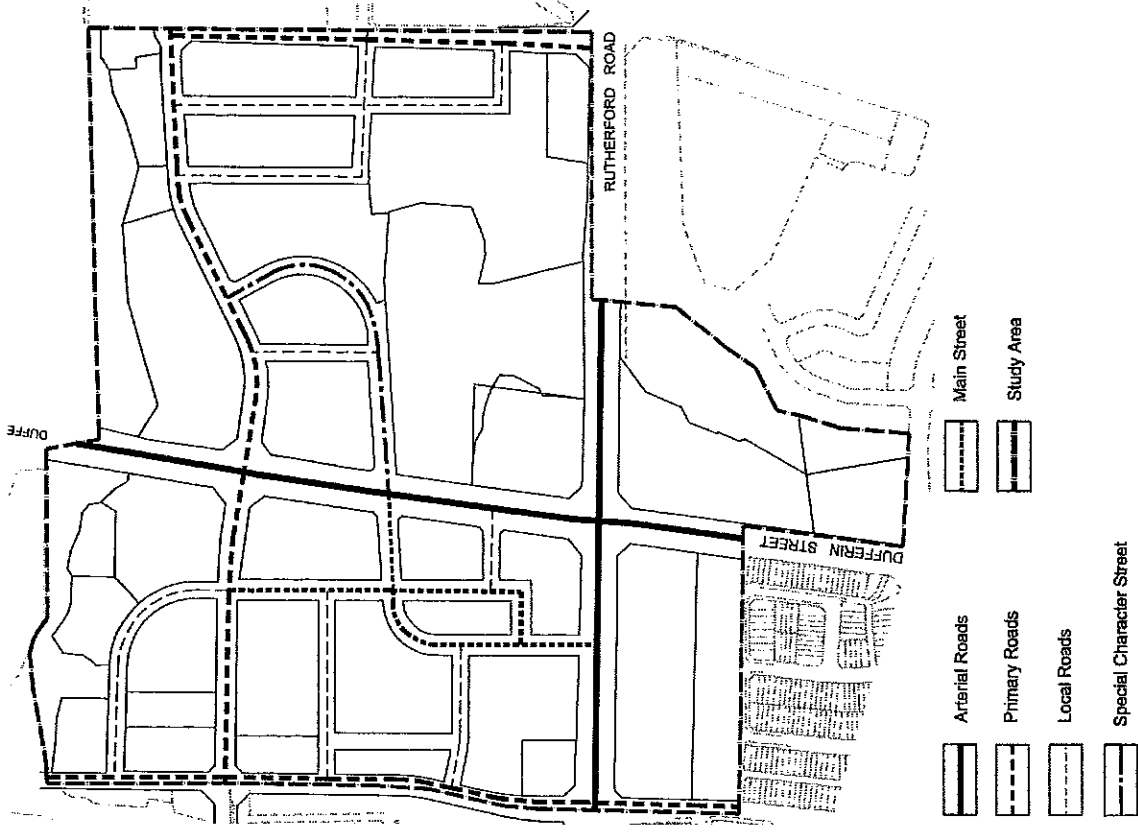 DUFFE
RUTHERFORD ROAD
DUFFERIN STREET
Arterial Roads
Primary Roads
Local Roads
Special Character Street
Main Street
Study Area